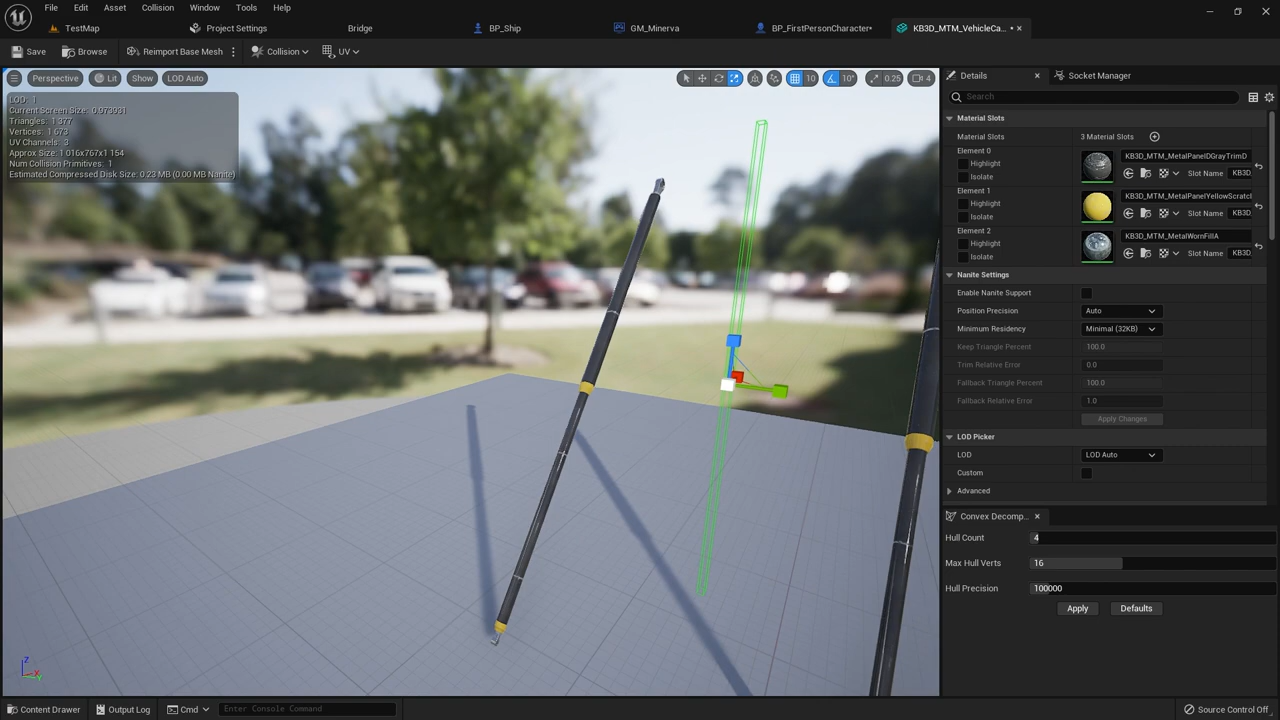 File Edit Asset Collision Window Tools Help
TestMap
Project Settings
Bridge
BP_Ship
GM_Minerva
BP_FirstPersonCharacter*
KB3D_MTM_VehicleCa... •
Save Browse Reimport Base Mesh Collision UV
Perspective Lit Show LOD Auto 10 10° 0.25 4
LOD: 1
Current Screen Size: 0.073931
Triangles: 1 377
Vertices: 1 673
UV Channels: 3
Approx Size: 1 016x767x1 154
Num Collision Primitives: 1
Estimated Compressed Disk Size: 0.23 MB (0.00 MB Nanite)
Z
X
Y
Details
Socket Manager
Search
Material Slots
Material Slots 3 Material Slots
Element 0
Highlight
Isolate
KB3D_MTM_MetalPanelDGrayTrimD
Slot Name KB3D_
Element 1
Highlight
Isolate
KB3D_MTM_MetalPanelYellowScratcl
Slot Name KB3D_
Element 2
Highlight
Isolate
KB3D_MTM_MetalWornFillA
Slot Name KB3D_
Nanite Settings
Enable Nanite Support
Position Precision Auto
Minimum Residency Minimal (32KB)
Keep Triangle Percent 100.0
Trim Relative Error 0.0
Fallback Triangle Percent 100.0
Fallback Relative Error 1.0
Apply Changes
LOD Picker
LOD LOD Auto
Custom
Advanced
Convex Decomp...
Hull Count 4
Max Hull Verts 16
Hull Precision 100000
Apply Defaults
Content Drawer Output Log Cmd Enter Console Command Source Control Off